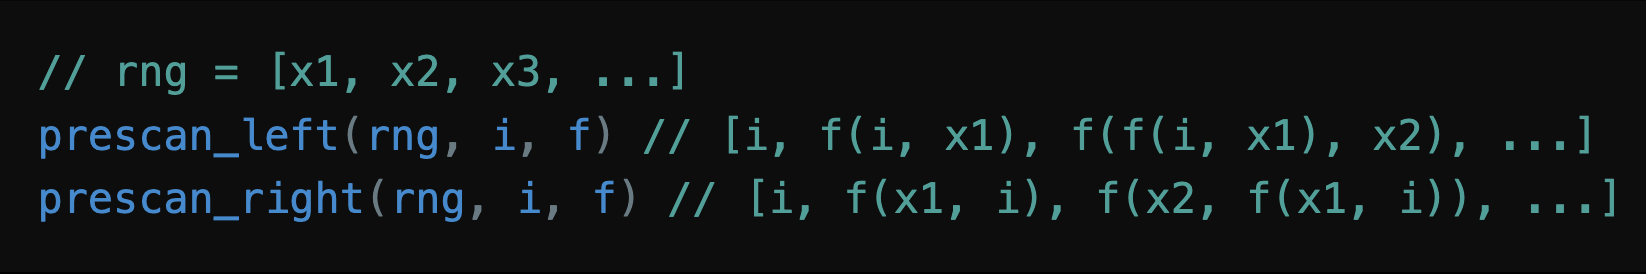 // rng = [x1, x2, x3, ...]
prescan_left(rng, i, f) // [i, f(i, x1), f(f(i, x1), x2), ...]
prescan_right(rng, i, f) // [i, f(x1, i), f(x2, f(x1, i)), ...]